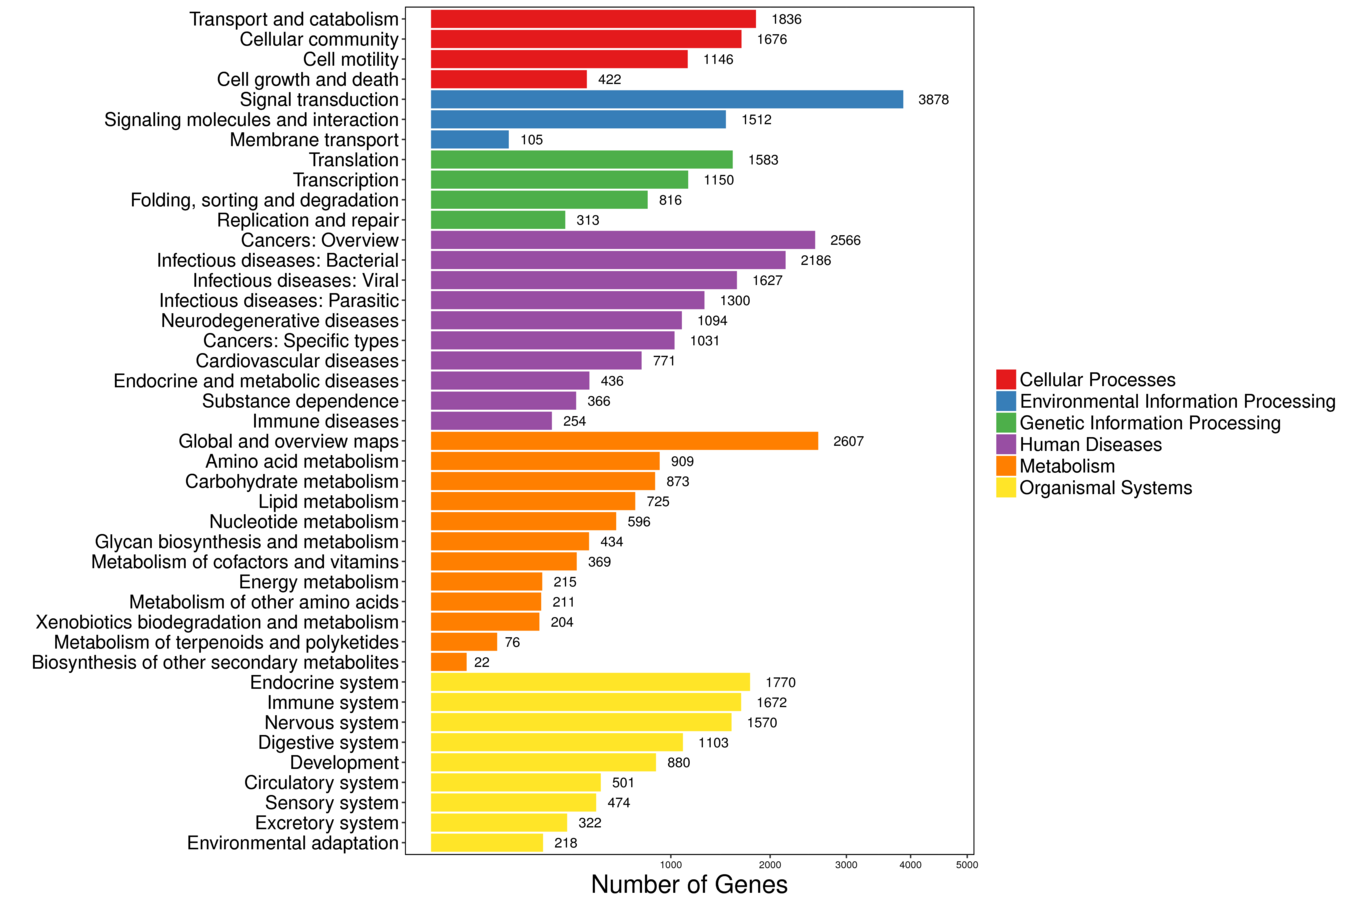 Transport and catabolism 1836
Cellular community 1676
Cell motility 1146
Cell growth and death 422
Signal transduction 3878
Signaling molecules and interaction 1512
Membrane transport 105
Translation 1583
Transcription 1150
Folding, sorting and degradation 816
Replication and repair 313
Cancers: Overview 2566
Infectious diseases: Bacterial 2186
Infectious diseases: Viral 1627
Infectious diseases: Parasitic 1300
Neurodegenerative diseases 1094
Cancers: Specific types 1031
Cardiovascular diseases 771
Endocrine and metabolic diseases 436
Substance dependence 366
Immune diseases 254
Global and overview maps 2607
Amino acid metabolism 909
Carbohydrate metabolism 873
Lipid metabolism 725
Nucleotide metabolism 596
Glycan biosynthesis and metabolism 434
Metabolism of cofactors and vitamins 369
Energy metabolism 215
Metabolism of other amino acids 211
Xenobiotics biodegradation and metabolism 204
Metabolism of terpenoids and polyketides 76
Biosynthesis of other secondary metabolites 22
Endocrine system 1770
Immune system 1672
Nervous system 1570
Digestive system 1103
Development 880
Circulatory system 501
Sensory system 474
Excretory system 322
Environmental adaptation 218
1000 2000 3000 4000 5000
Number of Genes
Cellular Processes
Environmental Information Processing
Genetic Information Processing
Human Diseases
Metabolism
Organismal Systems